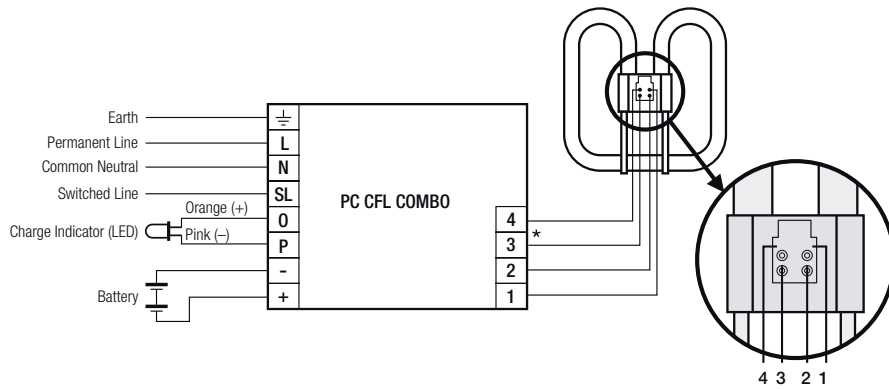 Earth
Permanent Line
Common Neutral
Switched Line
Orange (+)
Charge Indicator (LED)
Pink (–)
Battery
L
N
SL
O
P
-
+
PC CFL COMBO
4
3 *
2
1
4 3 2 1